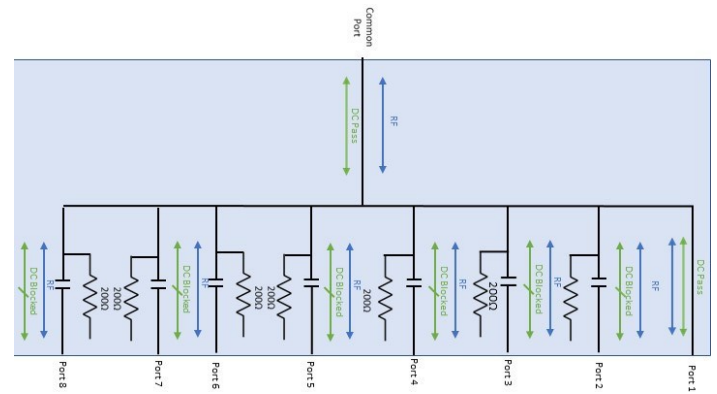 Common
Port
DC Pass
RF
DC Blocked
RF
200Ω
200Ω
DC Blocked
RF
200Ω
200Ω
DC Blocked
RF
200Ω
DC Blocked
RF
200Ω
DC Blocked
RF
DC Blocked
RF
DC Pass
Port 8
Port 7
Port 6
Port 5
Port 4
Port 3
Port 2
Port 1